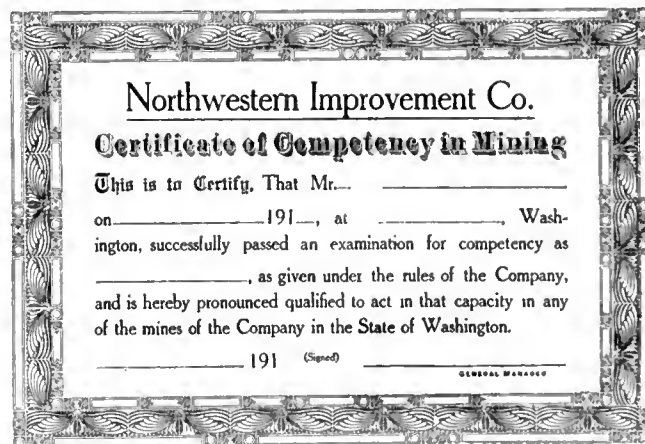 Northwestern Improvement Co.
Certificate of Competency in Mining
This is to Certify, That Mr.
on 191 , at , Wash-
ington, successfully passed an examination for competency as
, as given under the rules of the Company,
and is hereby pronounced qualified to act in that capacity in any
of the mines of the Company in the State of Washington.
191 (Signed)
GENERAL MANAGER